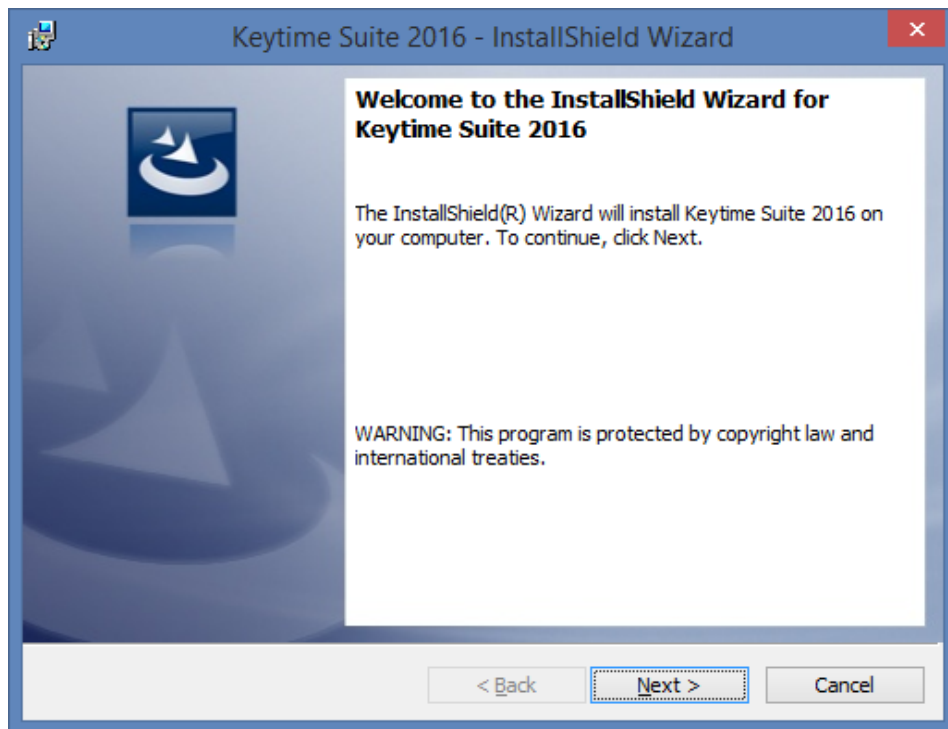 Keytime Suite 2016 - InstallShield Wizard
Welcome to the InstallShield Wizard for
Keytime Suite 2016
The InstallShield(R) Wizard will install Keytime Suite 2016 on
your computer. To continue, click Next.
WARNING: This program is protected by copyright law and
international treaties.
< Back Next > Cancel